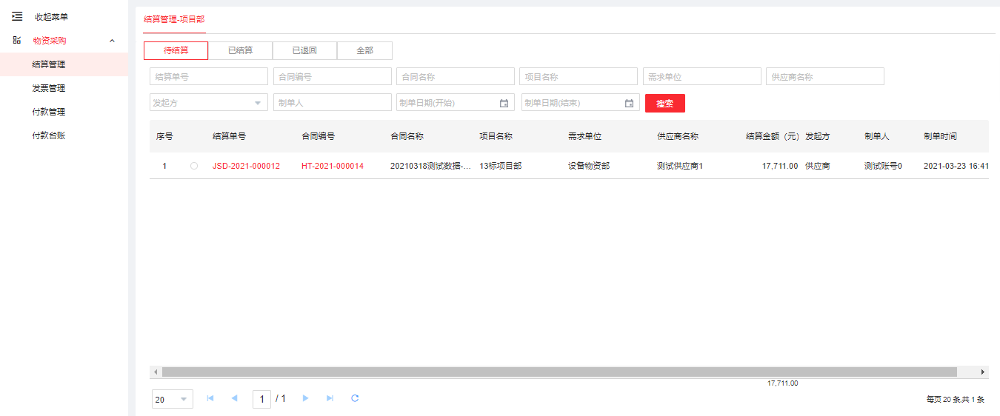 收起菜单
物资采购
结算管理
发票管理
付款管理
付款台账
结算管理-项目部
待结算 已结算 已退回 全部
结算单号 合同编号 合同名称 项目名称 需求单位 供应商名称
发起方 制单人 制单日期(开始) 制单日期(结束) 搜索
序号 结算单号 合同编号 合同名称 项目名称 需求单位 供应商名称 结算金额（元） 发起方 制单人 制单时间
1 JSD-2021-000012 HT-2021-000014 20210318测试数据-... 13标项目部 设备物资部 测试供应商1 17,711.00 供应商 测试账号0 2021-03-23 16:41
17,711.00
20 1 / 1 每页 20 条,共 1 条